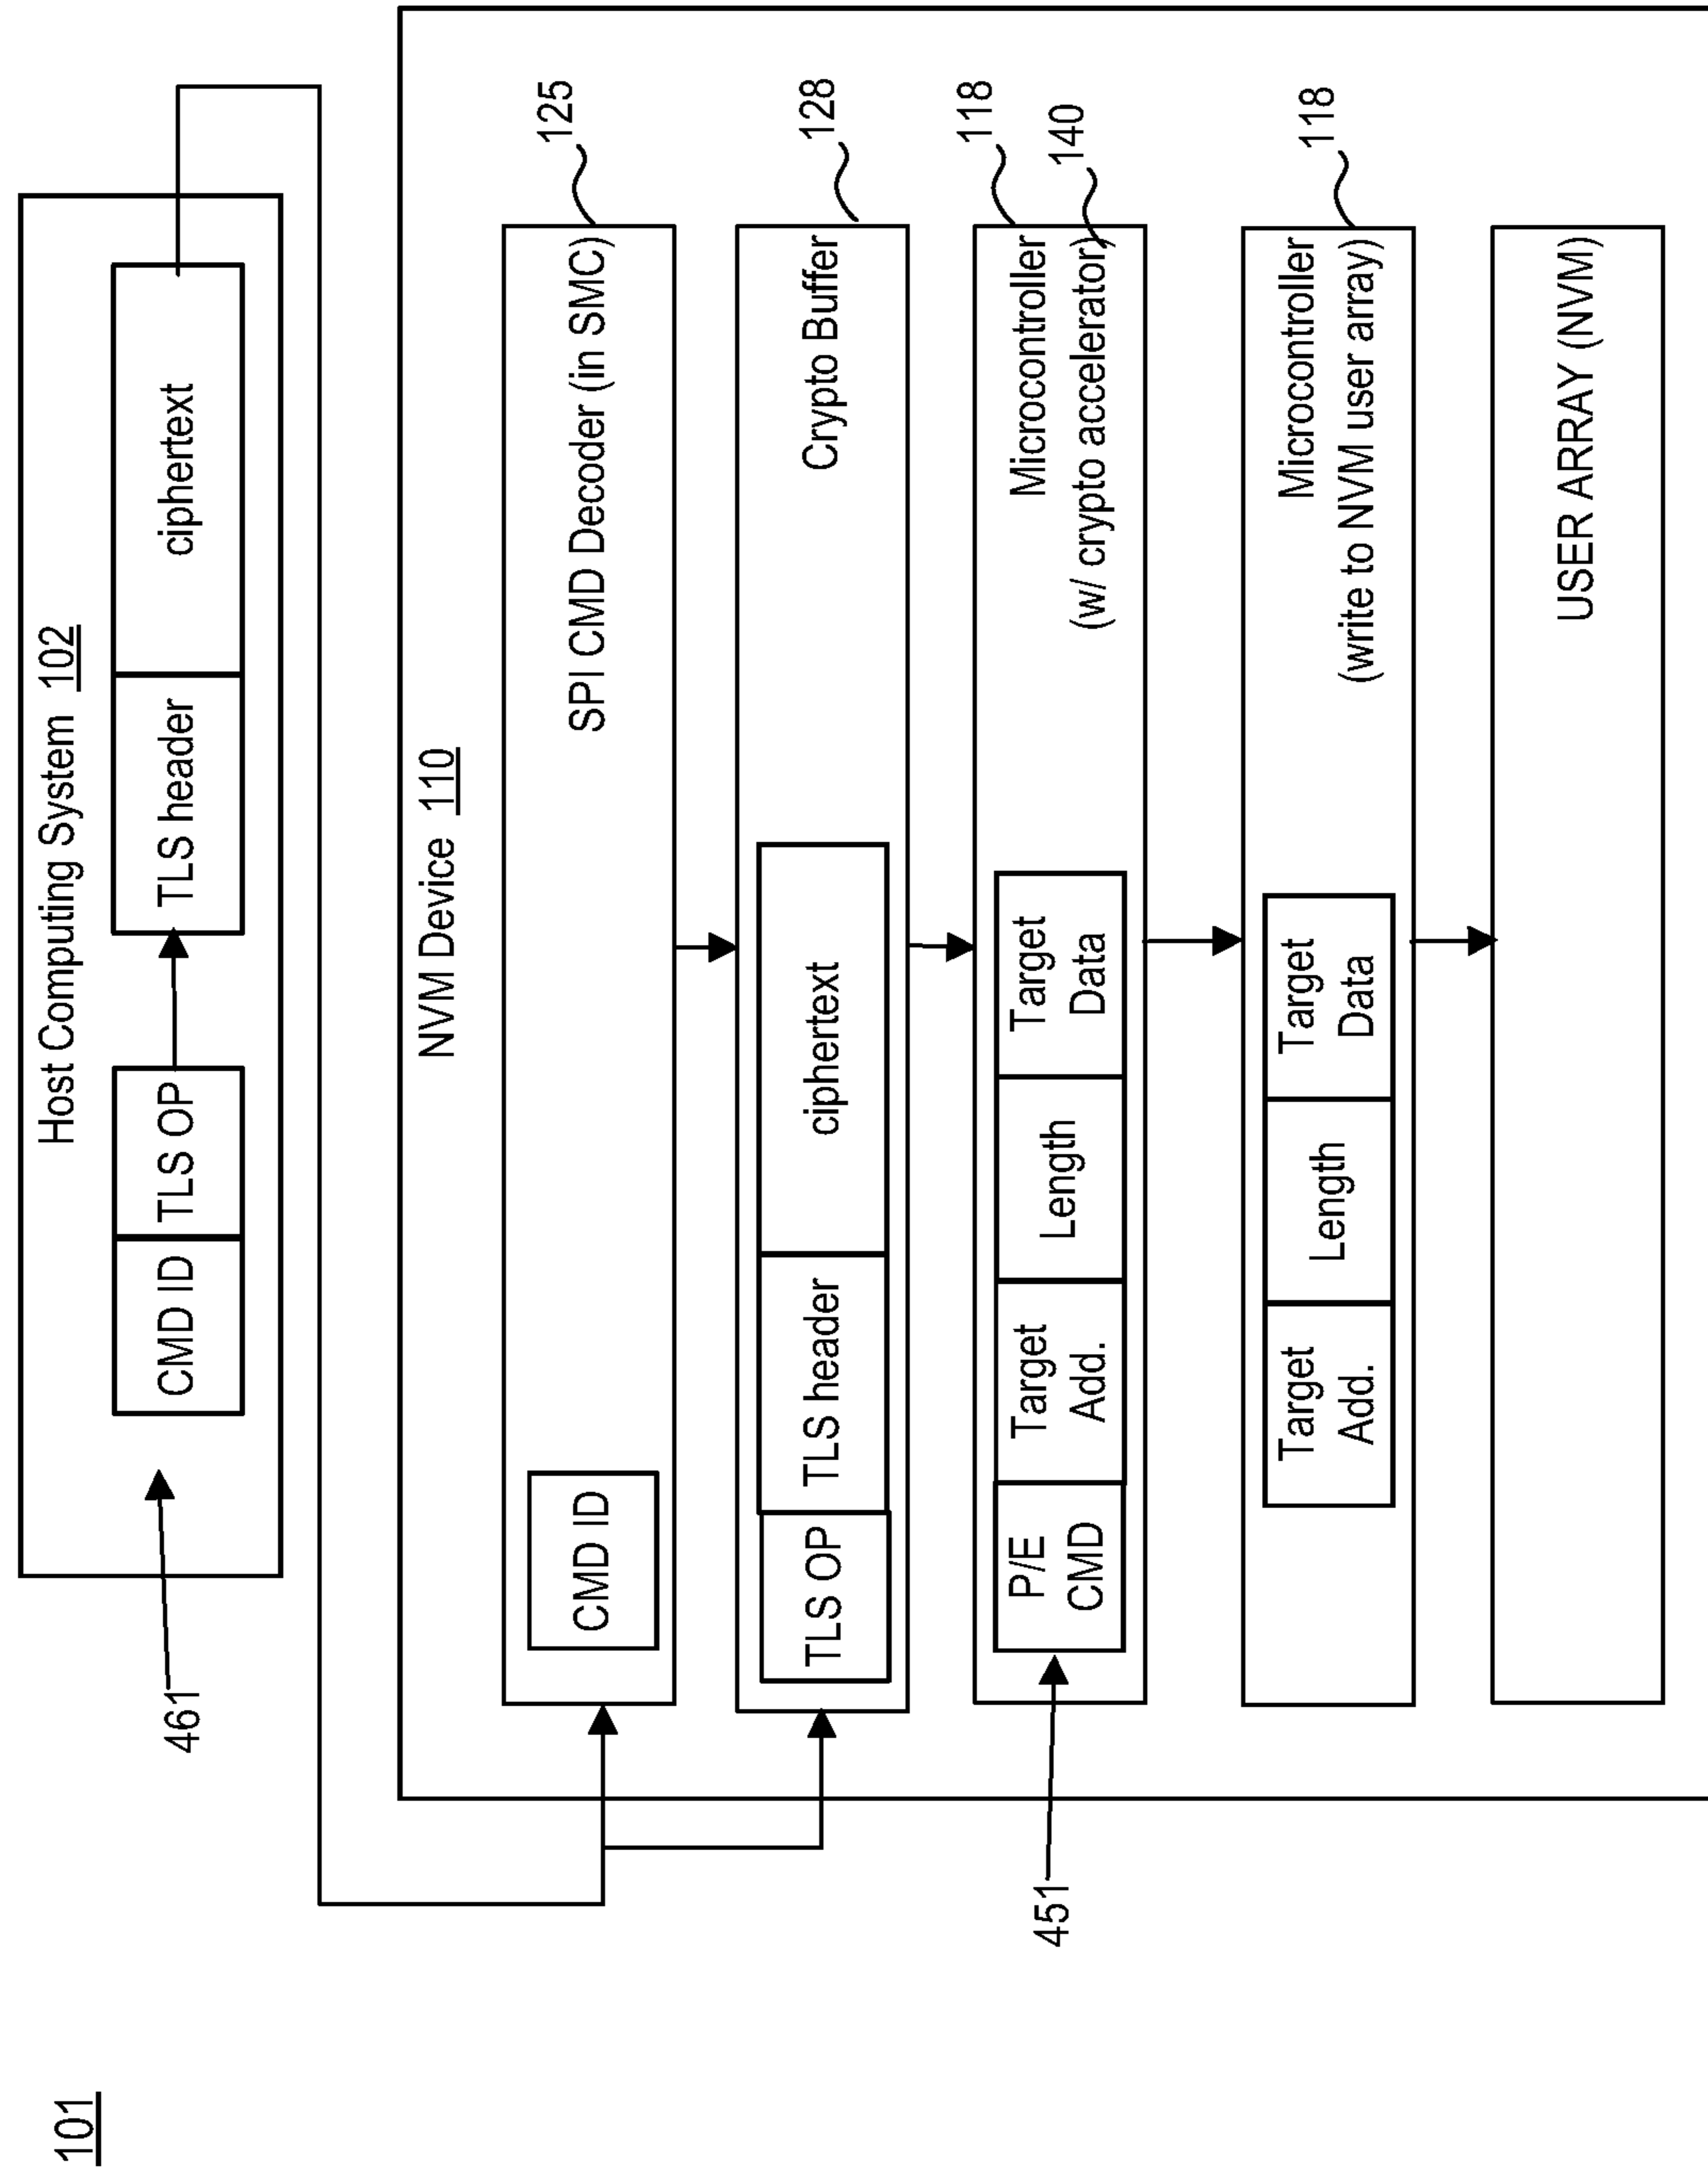 101
Host Computing System 102
461
CMD ID
TLS OP
TLS header
ciphertext
NVM Device 110
CMD ID
SPI CMD Decoder (in SMC)
125
TLS OP
TLS header
ciphertext
Crypto Buffer
128
451
P/E
CMD
Target
Add.
Length
Target
Data
Microcontroller
(w/ crypto accelerator)
118
140
Target
Add.
Length
Target
Data
Microcontroller
(write to NVM user array)
118
USER ARRAY (NVM)